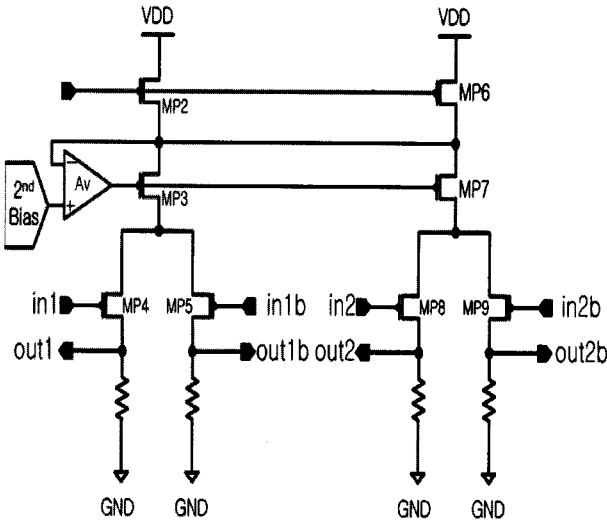 VDD VDD
MP2 MP6
2nd Bias
−
+
Av
MP3 MP7
in1 MP4 MP5 in1b in2 MP8 MP9 in2b
out1 out1b out2 out2b
GND GND GND GND